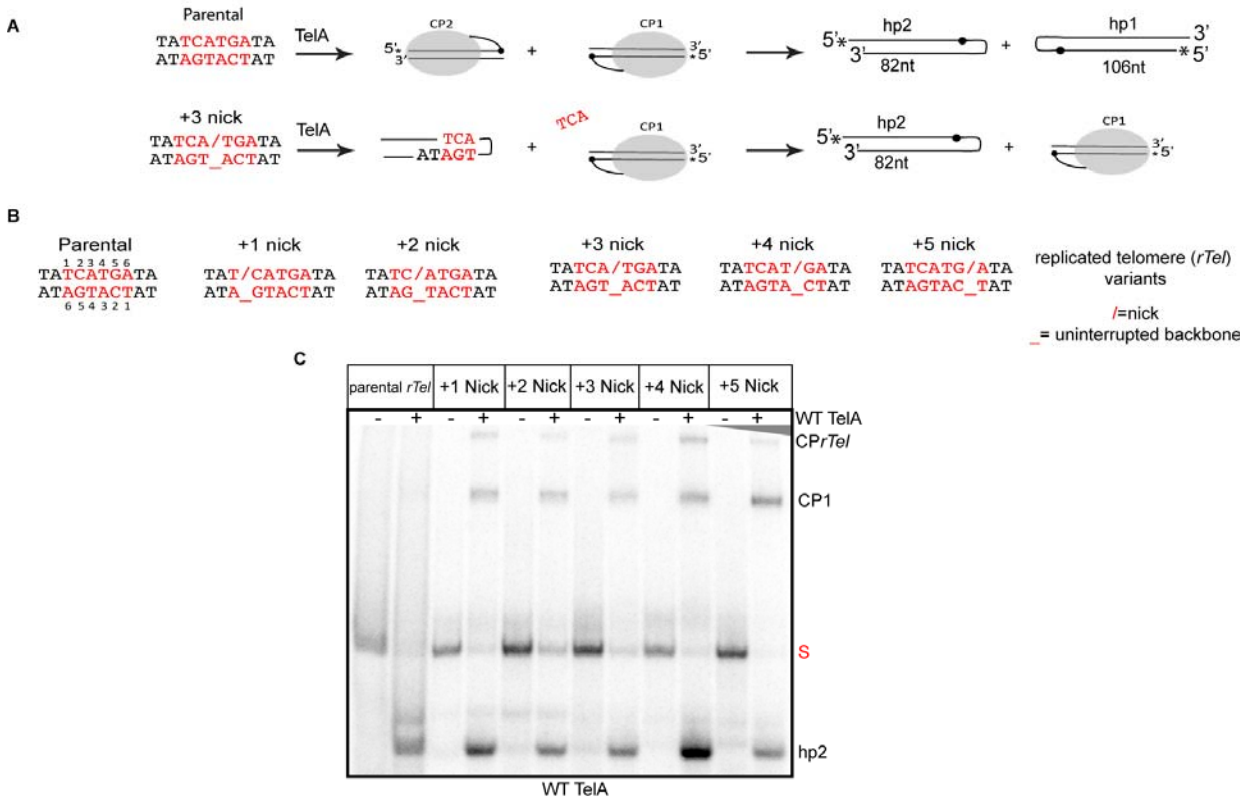 A
Parental
TATCATGATA
ATAGTACTAT
TelA
CP2
5'*
3'
+
CP1
3'
*5'
hp2
5'*
3'
82nt
+
hp1
3'
*5'
106nt
+3 nick
TATCA/TGATA
ATAGT_ACTAT
TelA
TCA
ATAGT
+
TCA
CP1
3'
*5'
hp2
5'*
3'
82nt
+
CP1
3'
*5'
B
Parental
1 2 3 4 5 6
TATCATGATA
ATAGTACTAT
6 5 4 3 2 1
+1 nick
TAT/CATGATA
ATA_GTACTAT
+2 nick
TATC/ATGATA
ATAG_TACTAT
+3 nick
TATCA/TGATA
ATAGT_ACTAT
+4 nick
TATCAT/GATA
ATAGTA_CTAT
+5 nick
TATCATG/ATA
ATAGTAC_TAT
replicated telomere (rTel)
variants
/=nick
_= uninterrupted backbone
C
parental rTel +1 Nick +2 Nick +3 Nick +4 Nick +5 Nick
- + - + - + - + - + - + WT TelA
CPrTel
CP1
S
hp2
WT TelA